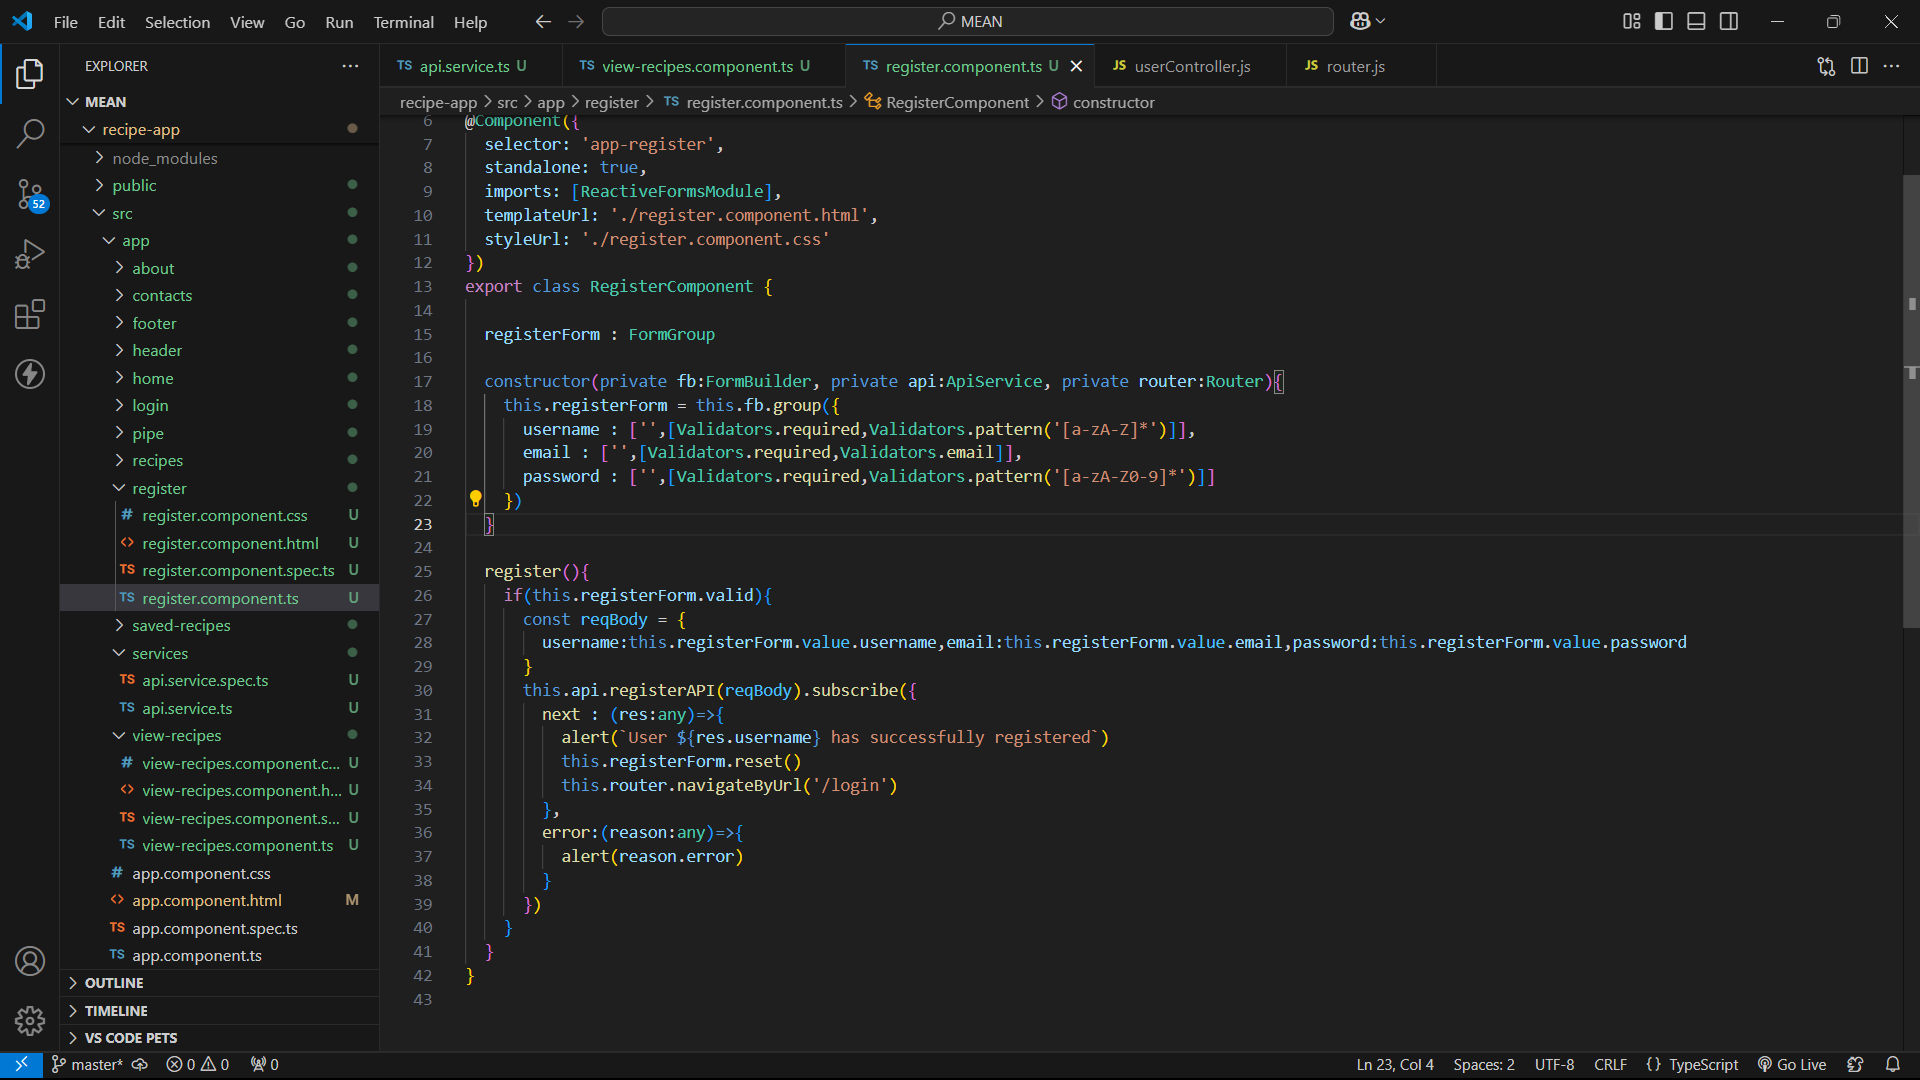 File Edit Selection View Go Run Terminal Help
MEAN
EXPLORER
MEAN
recipe-app
node_modules
public
src
app
about
contacts
footer
header
home
login
pipe
recipes
register
# register.component.css U
<> register.component.html U
TS register.component.spec.ts U
TS register.component.ts U
saved-recipes
services
TS api.service.spec.ts U
TS api.service.ts U
view-recipes
# view-recipes.component.c... U
<> view-recipes.component.h... U
TS view-recipes.component.s... U
TS view-recipes.component.ts U
# app.component.css
<> app.component.html M
TS app.component.spec.ts
TS app.component.ts
OUTLINE
TIMELINE
VS CODE PETS
52
TS api.service.ts U
TS view-recipes.component.ts U
TS register.component.ts U
JS userController.js
JS router.js
recipe-app > src > app > register > TS register.component.ts > RegisterComponent > constructor
6 @Component({
7 selector: 'app-register',
8 standalone: true,
9 imports: [ReactiveFormsModule],
10 templateUrl: './register.component.html',
11 styleUrl: './register.component.css'
12 })
13 export class RegisterComponent {
14
15 registerForm : FormGroup
16
17 constructor(private fb:FormBuilder, private api:ApiService, private router:Router){
18 this.registerForm = this.fb.group({
19 username : ['',[Validators.required,Validators.pattern('[a-zA-Z]*')]],
20 email : ['',[Validators.required,Validators.email]],
21 password : ['',[Validators.required,Validators.pattern('[a-zA-Z0-9]*')]]
22 })
23 }
24
25 register(){
26 if(this.registerForm.valid){
27 const reqBody = {
28 username:this.registerForm.value.username,email:this.registerForm.value.email,password:this.registerForm.value.password
29 }
30 this.api.registerAPI(reqBody).subscribe({
31 next : (res:any)=>{
32 alert(`User ${res.username} has successfully registered`)
33 this.registerForm.reset()
34 this.router.navigateByUrl('/login')
35 },
36 error:(reason:any)=>{
37 alert(reason.error)
38 }
39 })
40 }
41 }
42 }
43
master* 0 0 0
Ln 23, Col 4 Spaces: 2 UTF-8 CRLF {} TypeScript Go Live